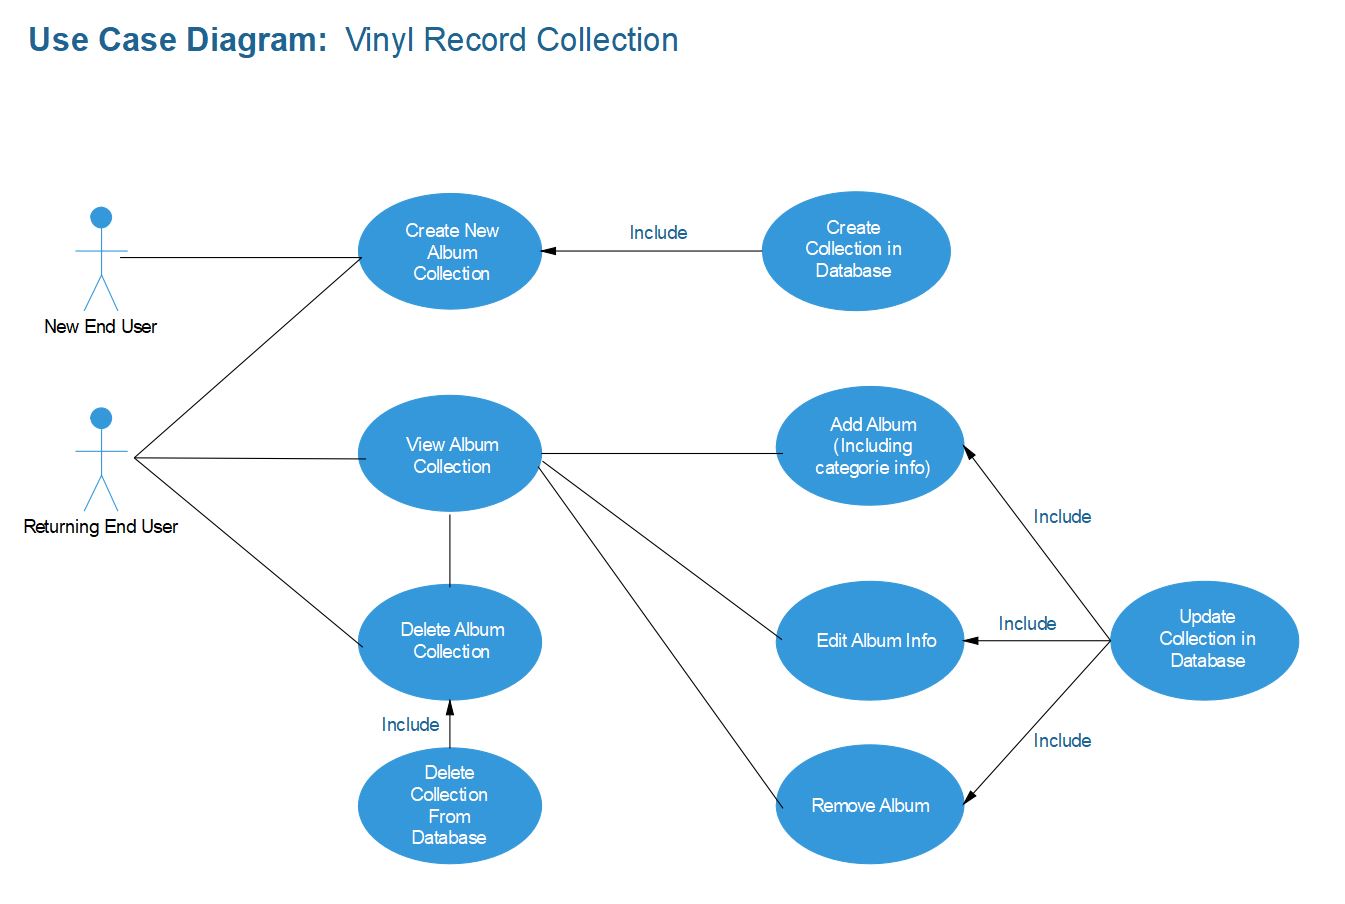 Use Case Diagram: Vinyl Record Collection
Create New
Album
Collection
Include
Create
Collection in
Database
New End User
View Album
Collection
Add Album
(Including
categorie info)
Returning End User
Include
Delete Album
Collection
Edit Album Info
Include
Update
Collection in
Database
Include
Include
Delete
Collection
From
Database
Remove Album